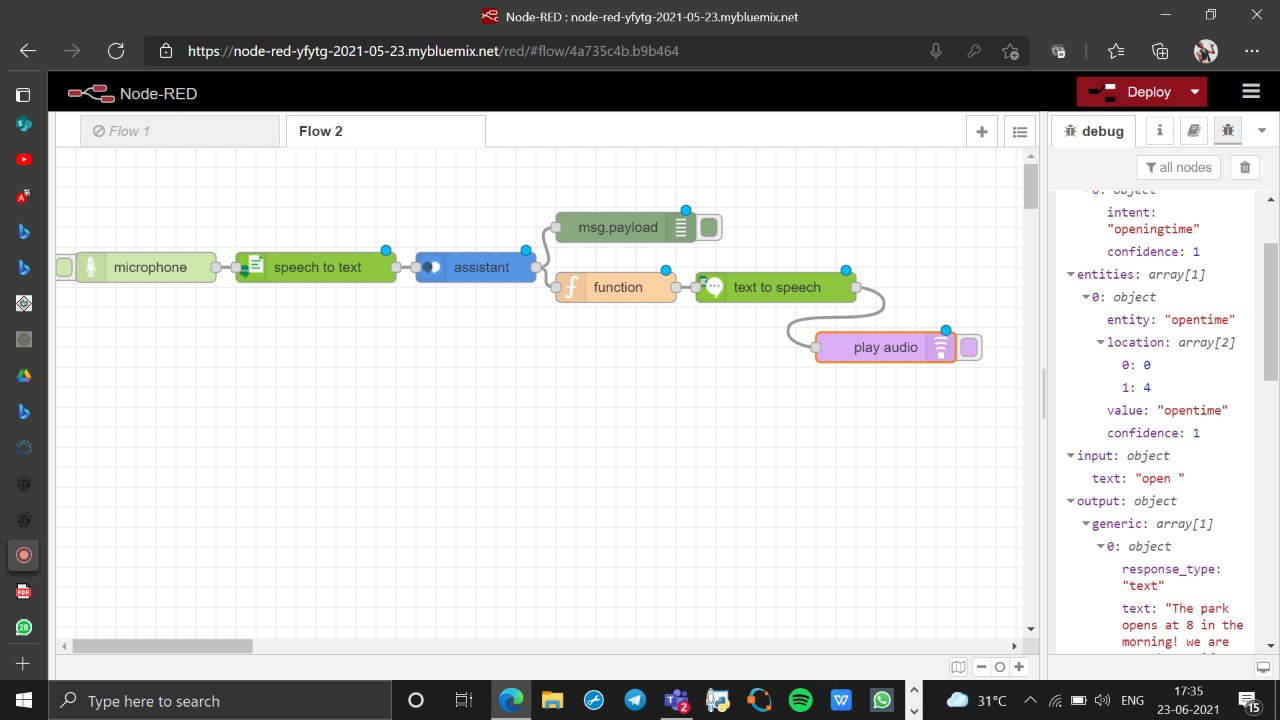 Node-RED : node-red-yfytg-2021-05-23.mybluemix.net
https://node-red-yfytg-2021-05-23.mybluemix.net/red/#flow/4a735c4b.b9b464
Node-RED
Deploy
Flow 1
Flow 2
debug
all nodes
microphone
speech to text
assistant
msg.payload
function
text to speech
play audio
0: object
intent:
"openingtime"
confidence: 1
entities: array[1]
0: object
entity: "opentime"
location: array[2]
0: 0
1: 4
value: "opentime"
confidence: 1
input: object
text: "open "
output: object
generic: array[1]
0: object
response_type:
"text"
text: "The park
opens at 8 in the
morning! we are
28
PDF
Type here to search
2
W
31°C
ENG
17:35
23-06-2021
15